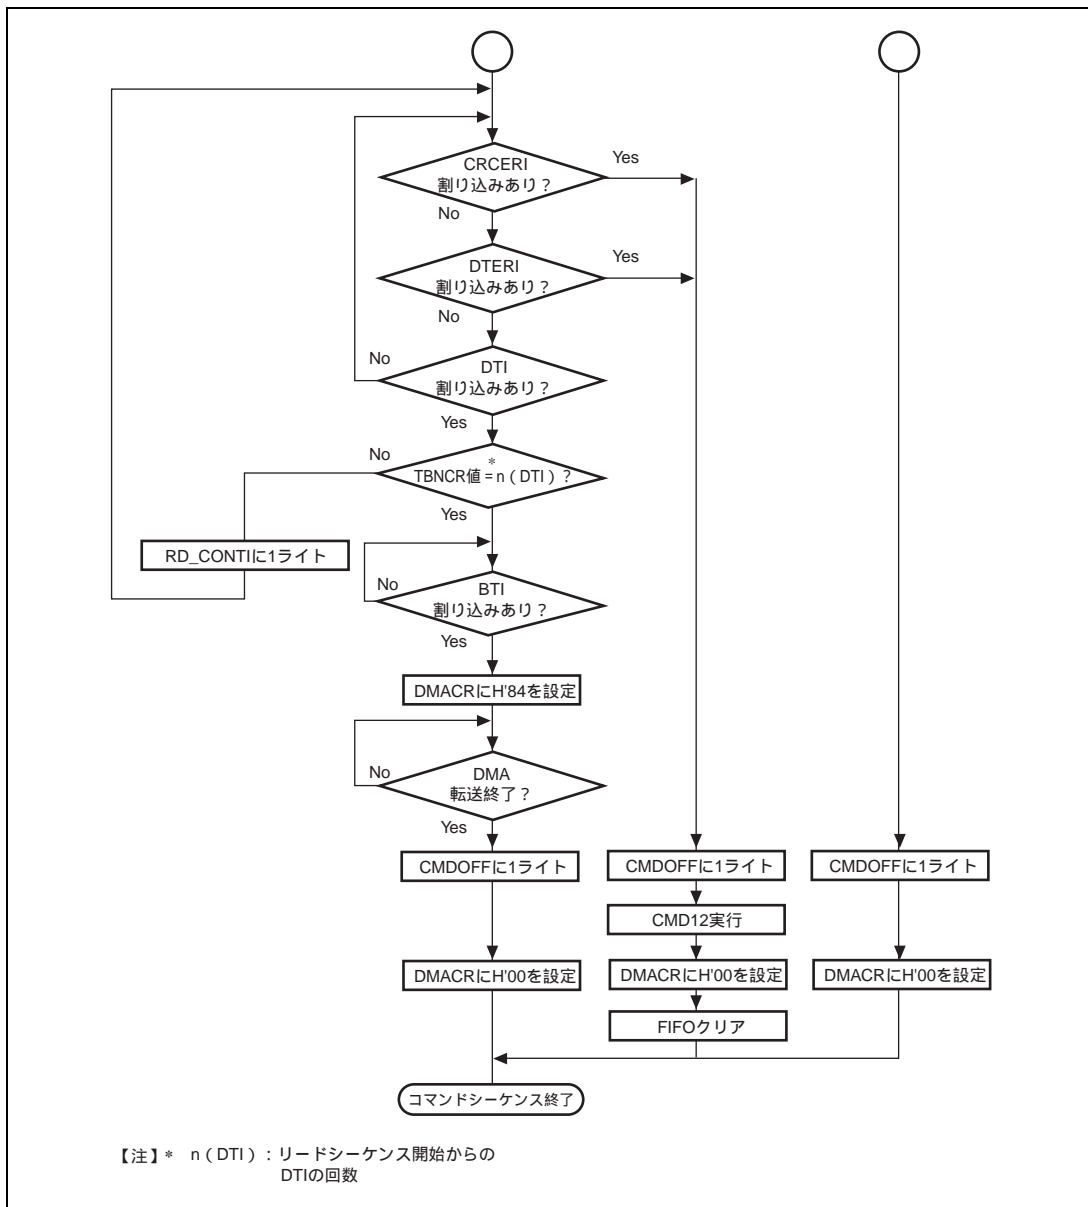 CRCERI
割り込みあり？
Yes
No
DTERI
割り込みあり？
Yes
No
DTI
割り込みあり？
No
Yes
*
TBNCR値＝n（DTI）？
No
Yes
RD_CONTIに1ライト
BTI
割り込みあり？
No
Yes
DMACRにH'84を設定
DMA
転送終了？
No
Yes
CMDOFFに1ライト
CMDOFFに1ライト
CMDOFFに1ライト
CMD12実行
DMACRにH'00を設定
DMACRにH'00を設定
DMACRにH'00を設定
FIFOクリア
コマンドシーケンス終了
【注】* n（DTI）：リードシーケンス開始からの
DTIの回数